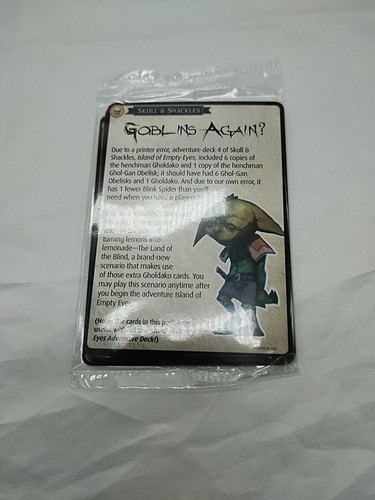 SKULL & SHACKLES
GOBLINS AGAIN?
Due to a printer error, adventure deck 4 of Skull &
Shackles, Island of Empty Eyes, included 6 copies of
the henchman Gholdako and 1 copy of the henchman
Ghol-Gan Obelisk; it should have had 6 Ghol-Gan
Obelisks and 1 Gholdako. And due to our own error, it
has 1 fewer Blink Spider than you'll
need when you have 6 players.
turning lemons into
lemonade—The Land of
the Blind, a brand-new
scenario that makes use
of those extra Gholdako cards. You
may play this scenario anytime after
you begin the adventure Island of
Empty Eyes.
(Note: the cards in this pack
useful without
Eyes Adventure Deck!)